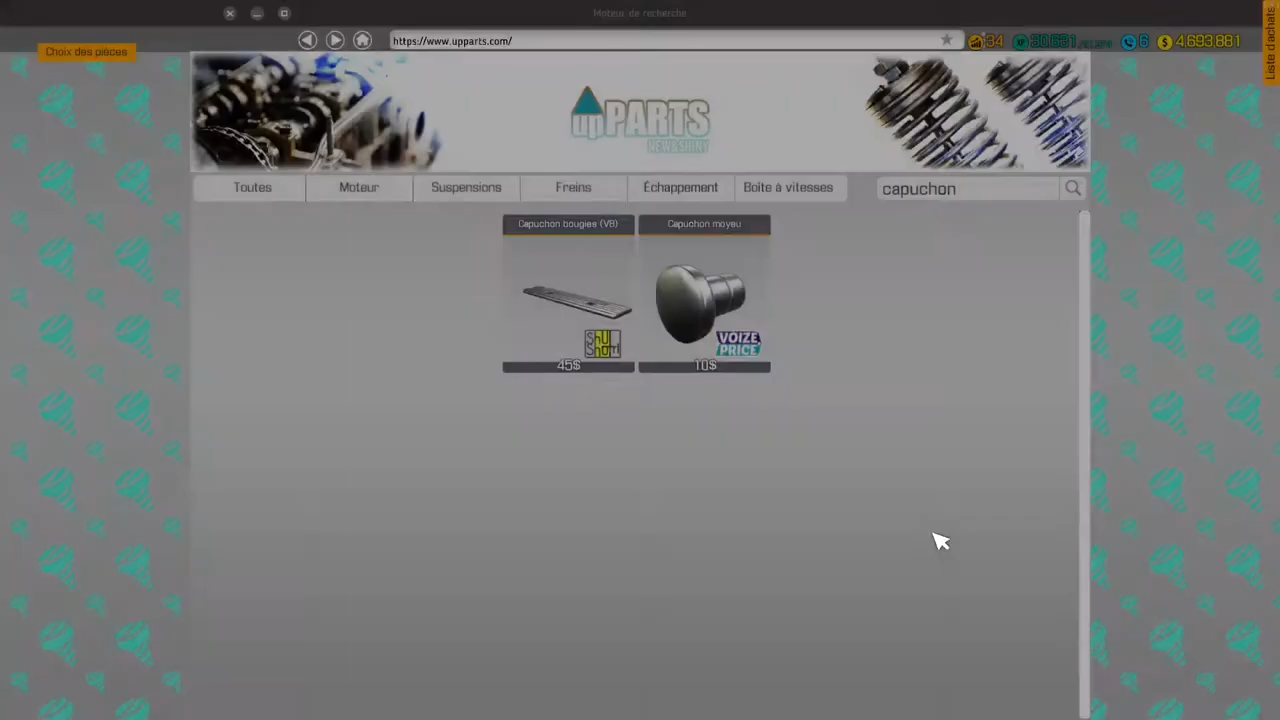 Moteur de recherche
Liste d'achats
Choix des pièces
https://www.upparts.com/
34
6
4,693,881
upPARTS
NEW&SHINY
Toutes
Moteur
Suspensions
Freins
Échappement
Boite à vitesses
capuchon
Capuchon bougies (V8)
Capuchon moyeu
VOIZE
PRICE
45$
10$